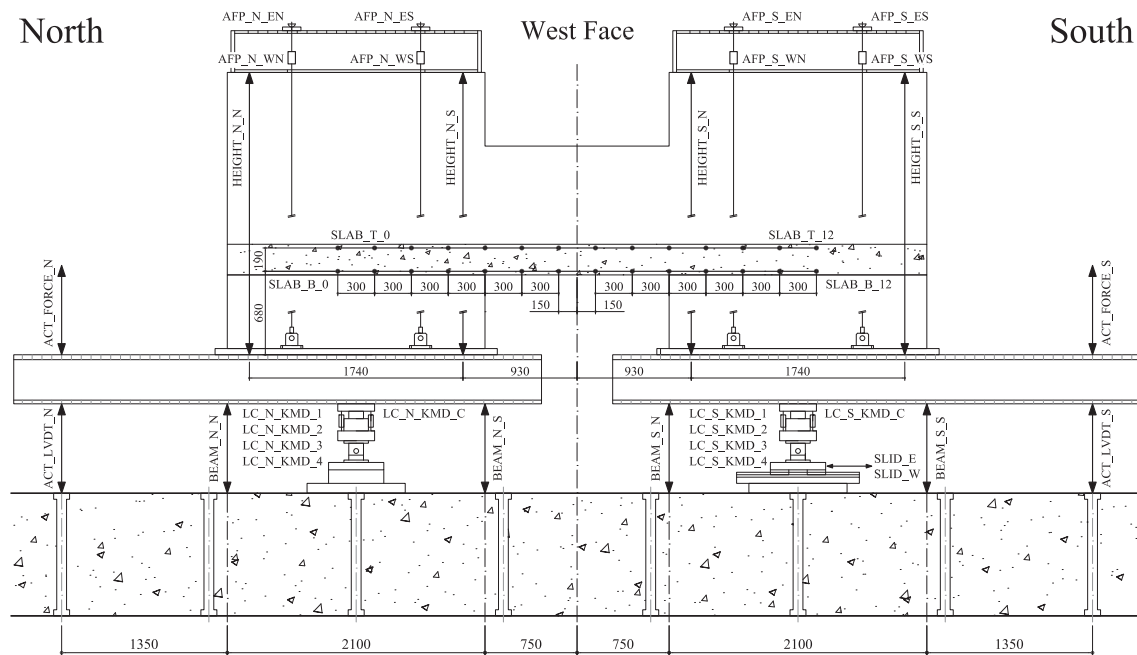 North
West Face
South
AFP_N_EN
AFP_N_ES
AFP_S_EN
AFP_S_ES
AFP_N_WN
AFP_N_WS
AFP_S_WN
AFP_S_WS
HEIGHT_N_N
HEIGHT_N_S
HEIGHT_S_N
HEIGHT_S_S
SLAB_T_0
SLAB_T_12
190
SLAB_B_0
300 300 300 300 300 300
300 300 300 300 300 300
SLAB_B_12
150 150
680
ACT_FORCE_N
ACT_FORCE_S
1740 930 930 1740
ACT_LVDT_N
BEAM_N_N
LC_N_KMD_1
LC_N_KMD_2
LC_N_KMD_3
LC_N_KMD_4
LC_N_KMD_C
BEAM_N_S
BEAM_S_N
LC_S_KMD_1
LC_S_KMD_2
LC_S_KMD_3
LC_S_KMD_4
LC_S_KMD_C
SLID_E
SLID_W
BEAM_S_S
ACT_LVDT_S
1350 2100 750 750 2100 1350